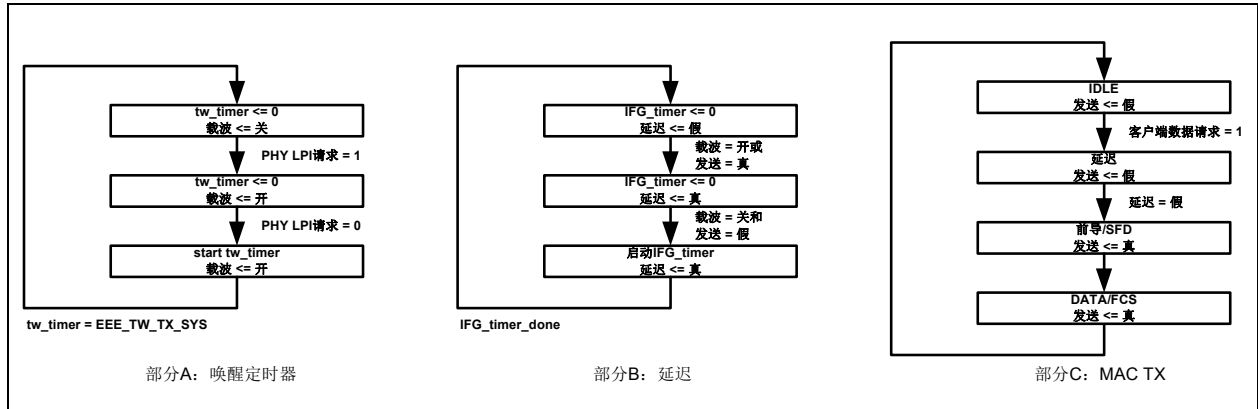 tw_timer <= 0
载波 <= 关
PHY LPI请求 = 1
tw_timer <= 0
载波 <= 开
PHY LPI请求 = 0
start tw_timer
载波 <= 开
tw_timer = EEE_TW_TX_SYS
部分A：唤醒定时器
IFG_timer <= 0
延迟 <= 假
载波 = 开或
发送 = 真
IFG_timer <= 0
延迟 <= 真
载波 = 关和
发送 = 假
启动IFG_timer
延迟 <= 真
IFG_timer_done
部分B：延迟
IDLE
发送 <= 假
客户端数据请求 = 1
延迟
发送 <= 假
延迟 = 假
前导/SFD
发送 <= 真
DATA/FCS
发送 <= 真
部分C：MAC TX